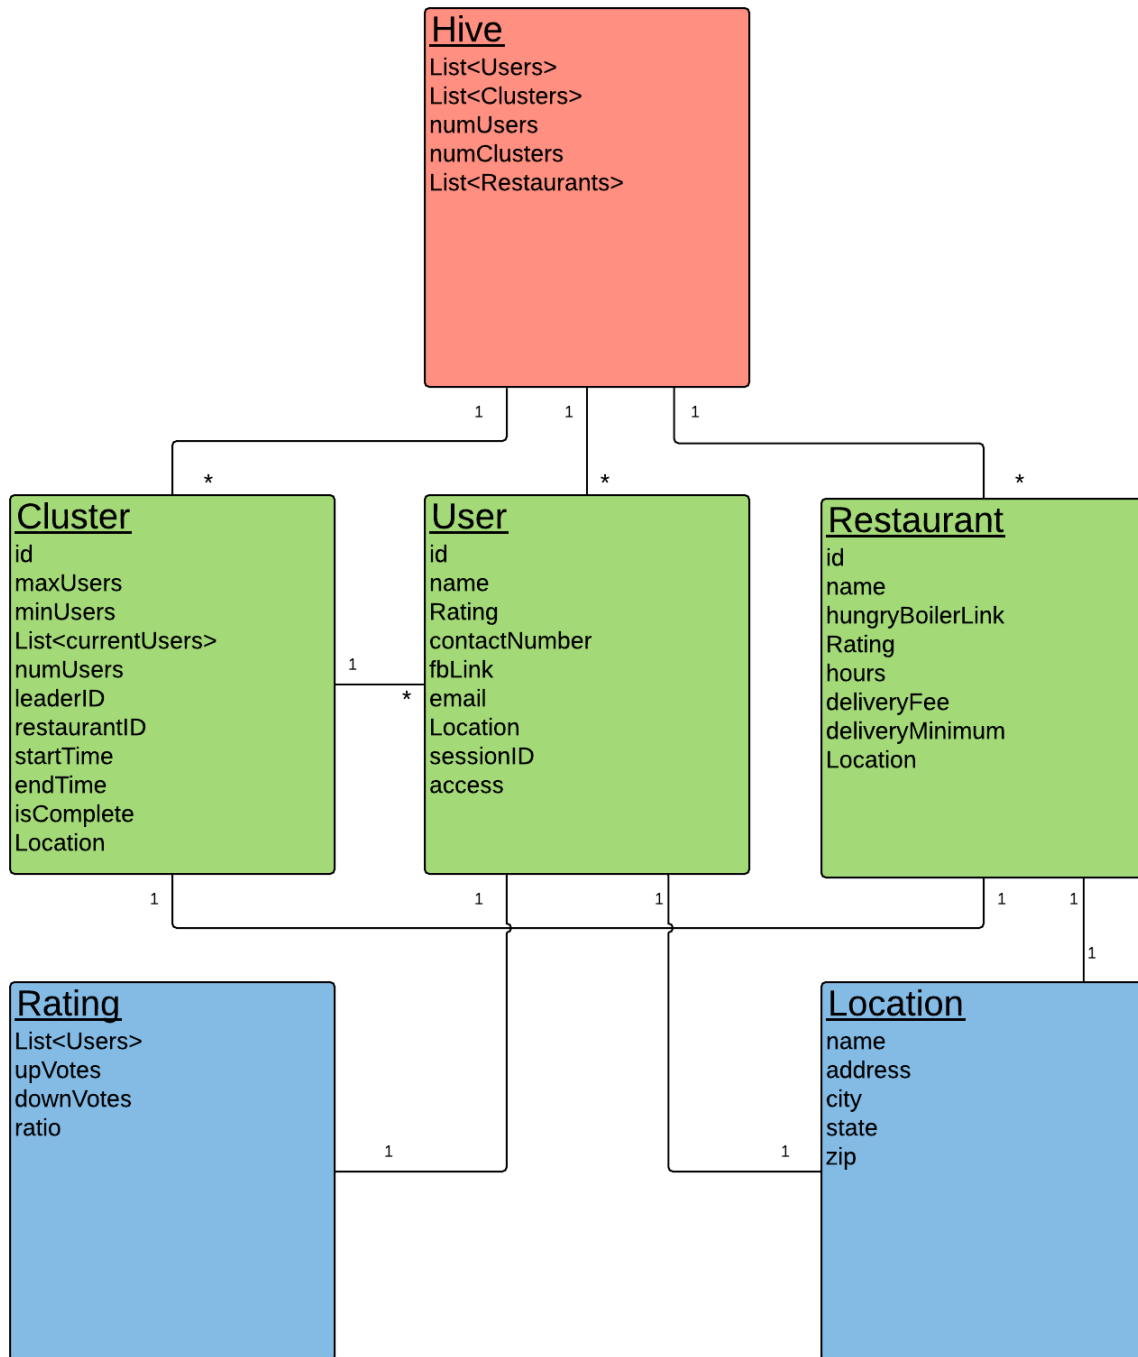 Hive
List<Users>
List<Clusters>
numUsers
numClusters
List<Restaurants>
1
1
1
*
*
*
Cluster
id
maxUsers
minUsers
List<currentUsers>
numUsers
leaderID
restaurantID
startTime
endTime
isComplete
Location
1
*
User
id
name
Rating
contactNumber
fbLink
email
Location
sessionID
access
Restaurant
id
name
hungryBoilerLink
Rating
hours
deliveryFee
deliveryMinimum
Location
1
1
1
1
1
1
Rating
List<Users>
upVotes
downVotes
ratio
1
1
Location
name
address
city
state
zip